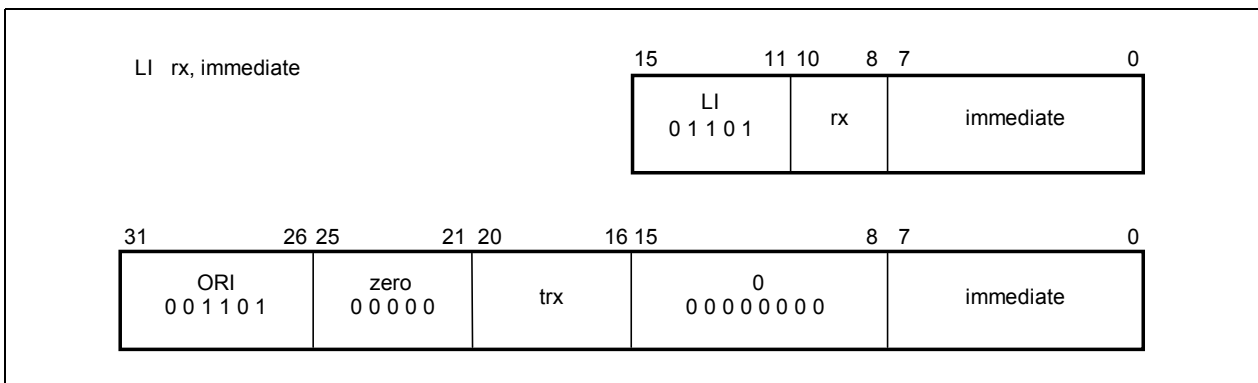 LI rx, immediate
15 11 10 8 7 0
LI
0 1 1 0 1
rx
immediate
31 26 25 21 20 16 15 8 7 0
ORI
0 0 1 1 0 1
zero
0 0 0 0 0
trx
0
0 0 0 0 0 0 0 0
immediate